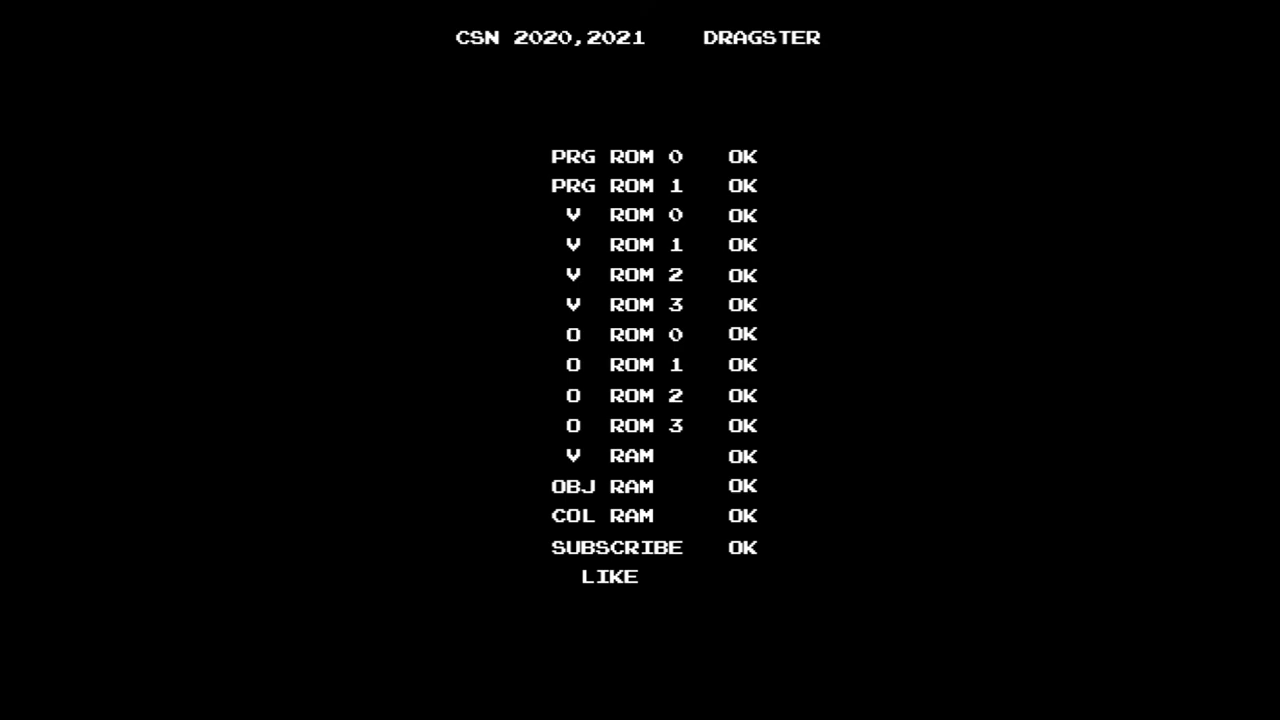 CSN 2020,2021 DRAGSTER
PRG ROM 0 OK
PRG ROM 1 OK
V ROM 0 OK
V ROM 1 OK
V ROM 2 OK
V ROM 3 OK
O ROM 0 OK
O ROM 1 OK
O ROM 2 OK
O ROM 3 OK
V RAM OK
OBJ RAM OK
COL RAM OK
SUBSCRIBE OK
LIKE